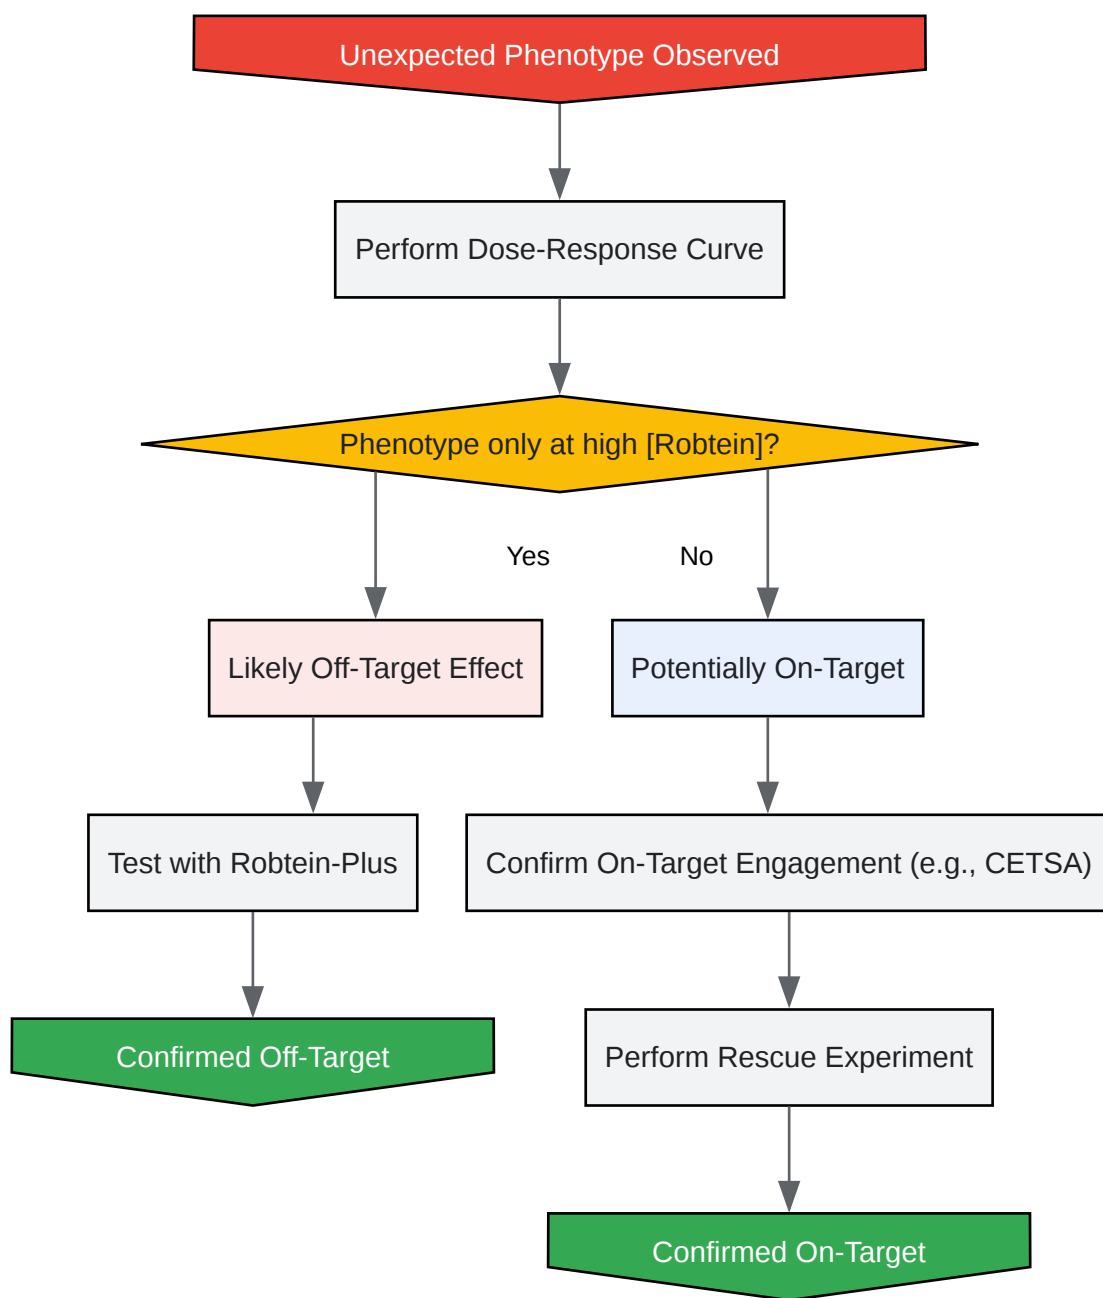 Unexpected Phenotype Observed
Perform Dose-Response Curve
Phenotype only at high [Robtein]?
Yes
No
Likely Off-Target Effect
Potentially On-Target
Test with Robtein-Plus
Confirm On-Target Engagement (e.g., CETSA)
Confirmed Off-Target
Perform Rescue Experiment
Confirmed On-Target